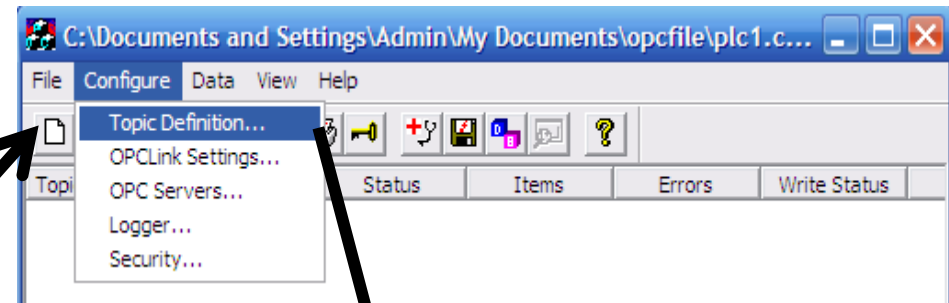 C:\Documents and Settings\Admin\My Documents\opcfile\plc1.c...
File Configure Data View Help
Topic Definition...
OPCLink Settings...
OPC Servers...
Logger...
Security...
Topi Status Items Errors Write Status